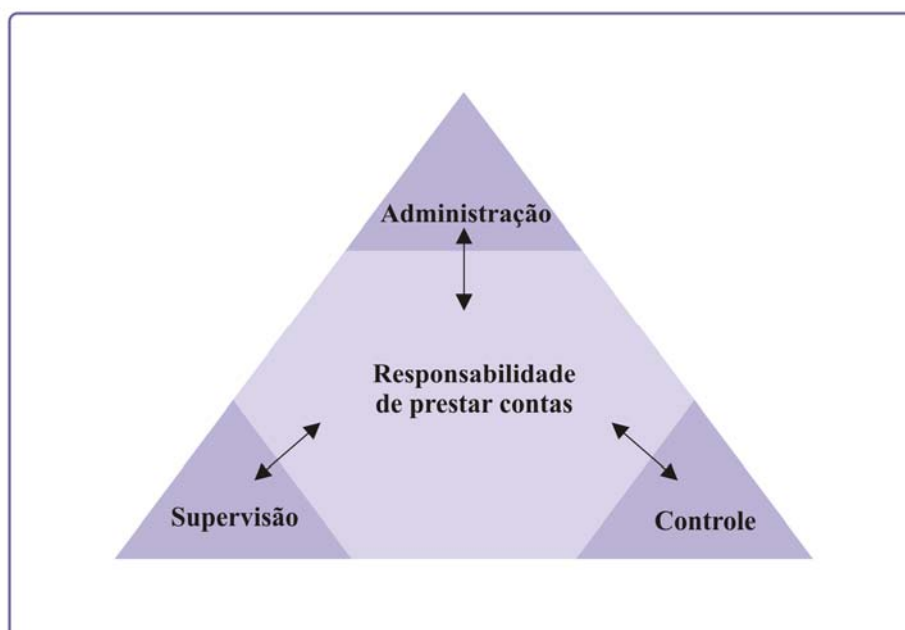 Administração
Responsabilidade
de prestar contas
Supervisão
Controle